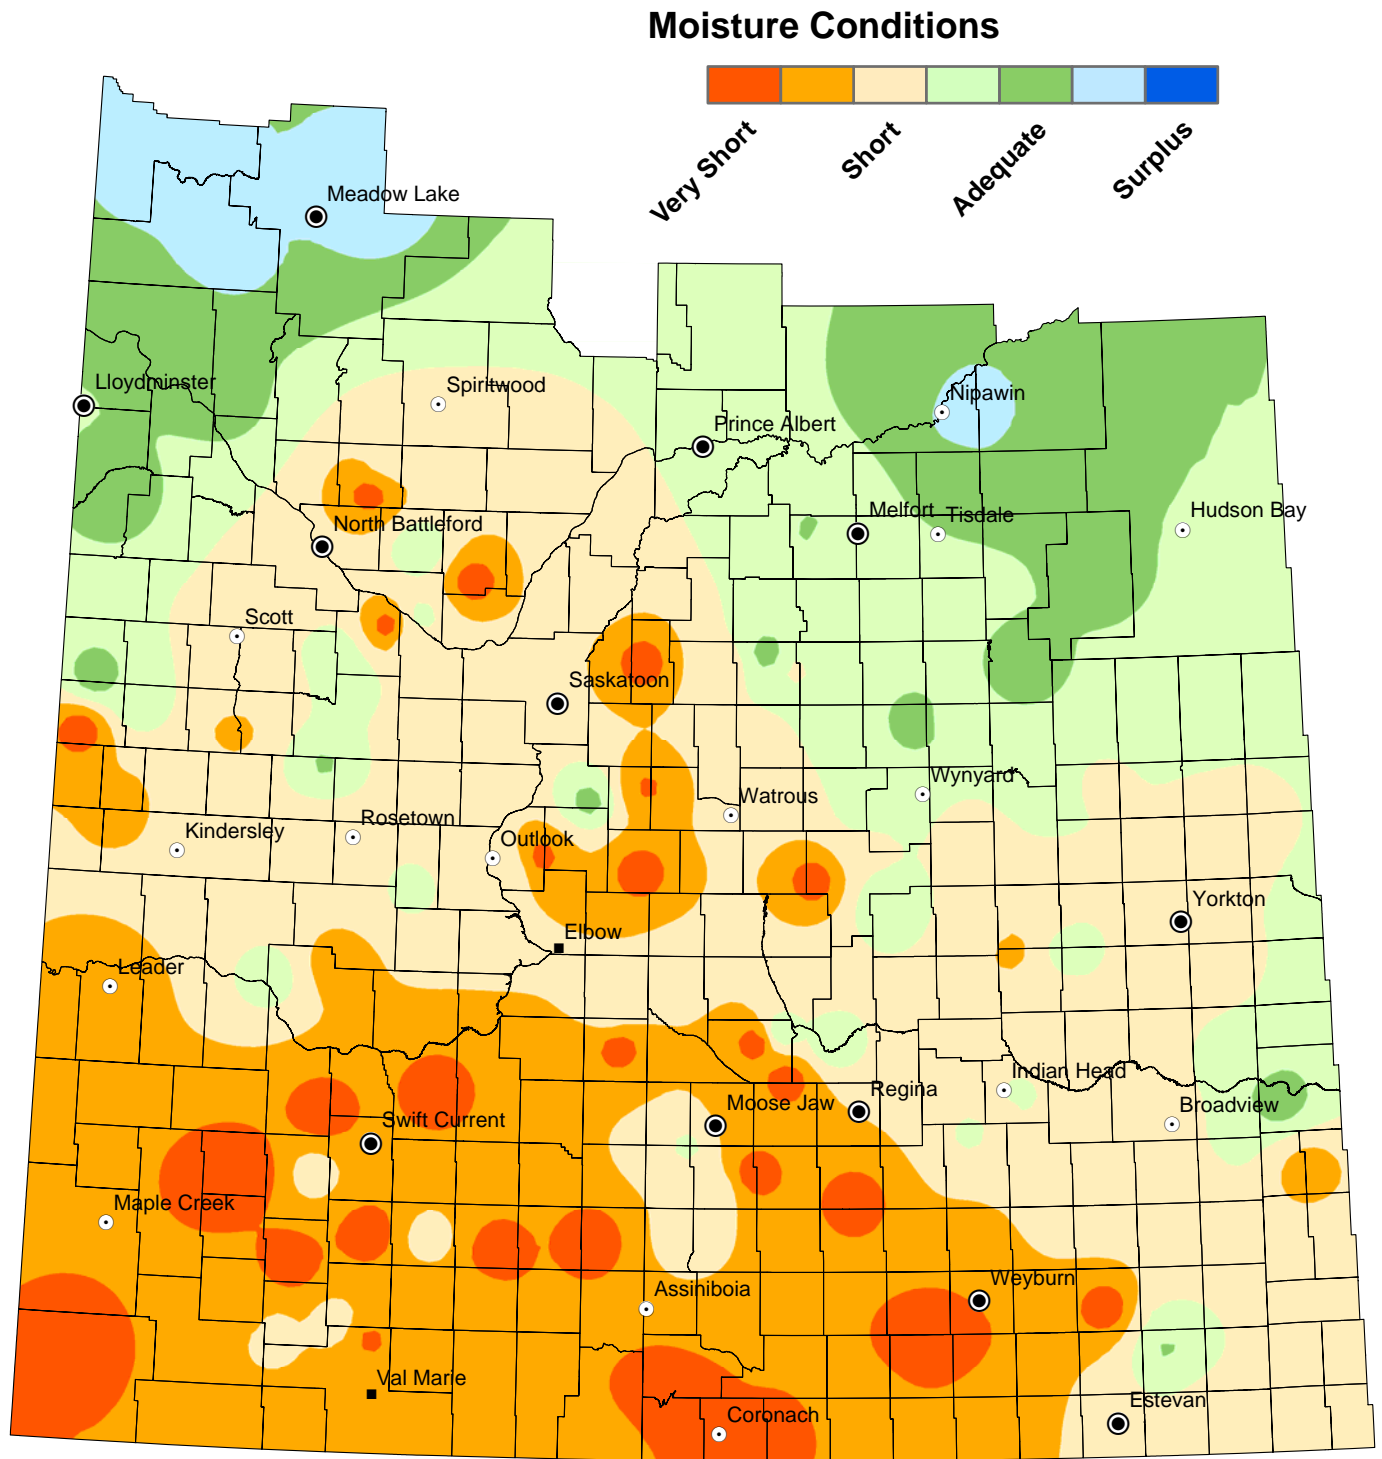 Moisture Conditions
Very Short
Short
Adequate
Surplus
Meadow Lake
Lloydminster
Spiritwood
Nipawin
Prince Albert
North Battleford
Melfort
Tisdale
Hudson Bay
Scott
Saskatoon
Wynyard
Watrous
Kindersley
Rosetown
Outlook
Yorkton
Elbow
Leader
Indian Head
Regina
Moose Jaw
Broadview
Swift Current
Maple Creek
Weyburn
Assiniboia
Val Marie
Estevan
Coronach